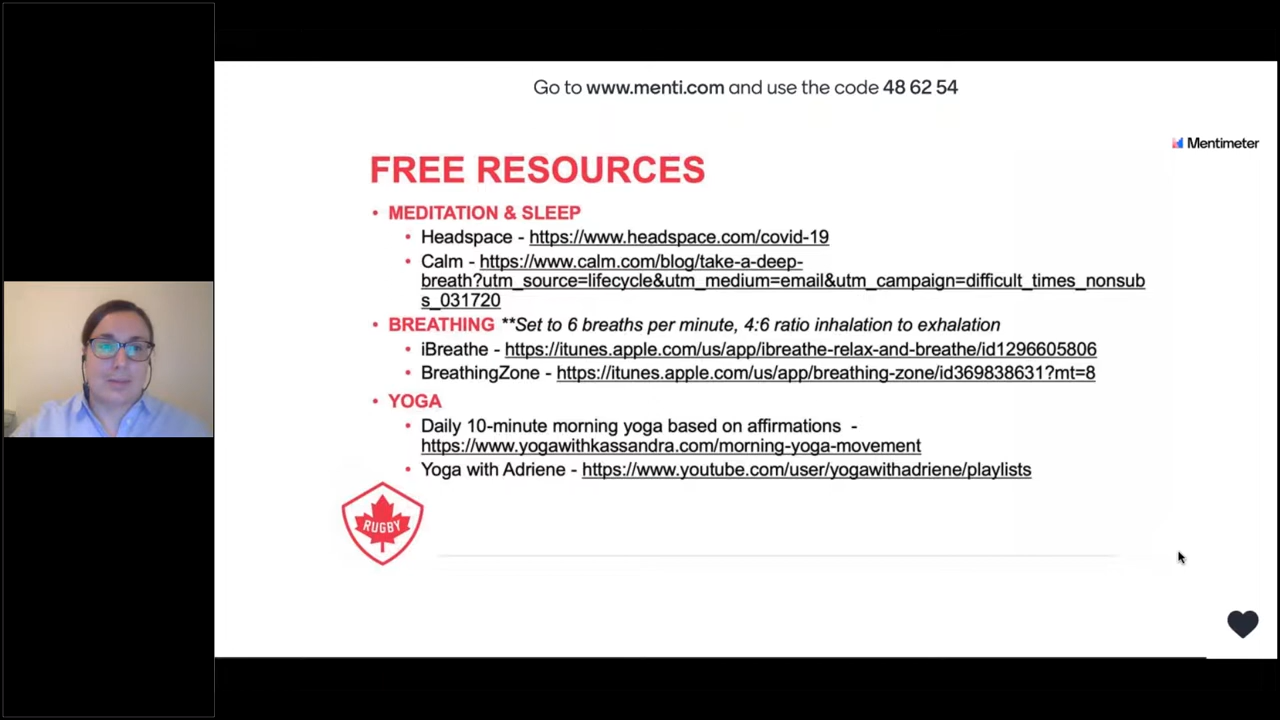 Go to www.menti.com and use the code 48 62 54
Mentimeter
FREE RESOURCES
• MEDITATION & SLEEP
• Headspace - https://www.headspace.com/covid-19
• Calm - https://www.calm.com/blog/take-a-deep-
breath?utm_source=lifecycle&utm_medium=email&utm_campaign=difficult_times_nonsub
s_031720
• BREATHING **Set to 6 breaths per minute, 4:6 ratio inhalation to exhalation
• iBreathe - https://itunes.apple.com/us/app/ibreathe-relax-and-breathe/id1296605806
• BreathingZone - https://itunes.apple.com/us/app/breathing-zone/id369838631?mt=8
• YOGA
• Daily 10-minute morning yoga based on affirmations -
https://www.yogawithkassandra.com/morning-yoga-movement
• Yoga with Adriene - https://www.youtube.com/user/yogawithadriene/playlists
RUGBY